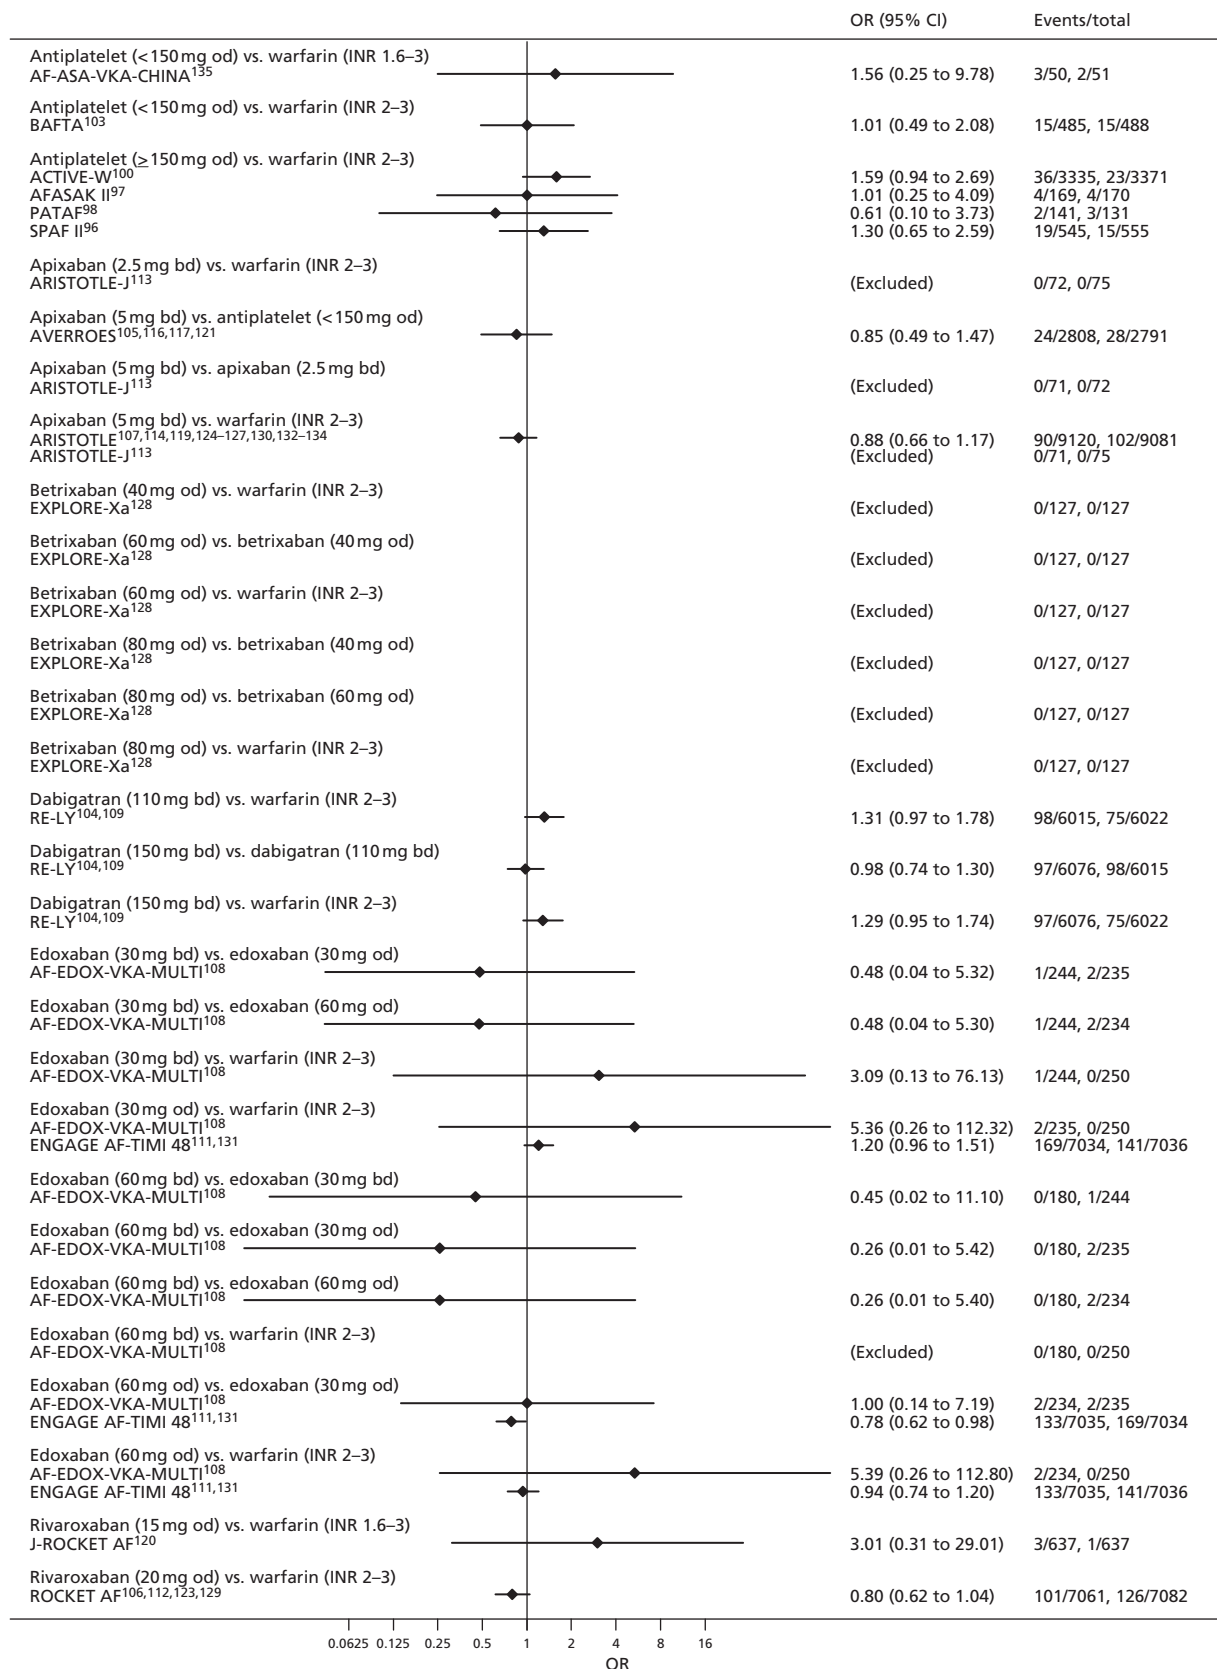 OR (95% CI) Events/total
Antiplatelet (<150 mg od) vs. warfarin (INR 1.6–3)
AF-ASA-VKA-CHINA135 1.56 (0.25 to 9.78) 3/50, 2/51
Antiplatelet (<150 mg od) vs. warfarin (INR 2–3)
BAFTA103 1.01 (0.49 to 2.08) 15/485, 15/488
Antiplatelet (≥150 mg od) vs. warfarin (INR 2–3)
ACTIVE-W100 1.59 (0.94 to 2.69) 36/3335, 23/3371
AFASAK II97 1.01 (0.25 to 4.09) 4/169, 4/170
PATAF98 0.61 (0.10 to 3.73) 2/141, 3/131
SPAF II96 1.30 (0.65 to 2.59) 19/545, 15/555
Apixaban (2.5 mg bd) vs. warfarin (INR 2–3)
ARISTOTLE-J113 (Excluded) 0/72, 0/75
Apixaban (5 mg bd) vs. antiplatelet (<150 mg od)
AVERROES105,116,117,121 0.85 (0.49 to 1.47) 24/2808, 28/2791
Apixaban (5 mg bd) vs. apixaban (2.5 mg bd)
ARISTOTLE-J113 (Excluded) 0/71, 0/72
Apixaban (5 mg bd) vs. warfarin (INR 2–3)
ARISTOTLE107,114,119,124–127,130,132–134 0.88 (0.66 to 1.17) 90/9120, 102/9081
ARISTOTLE-J113 (Excluded) 0/71, 0/75
Betrixaban (40 mg od) vs. warfarin (INR 2–3)
EXPLORE-Xa128 (Excluded) 0/127, 0/127
Betrixaban (60 mg od) vs. betrixaban (40 mg od)
EXPLORE-Xa128 (Excluded) 0/127, 0/127
Betrixaban (60 mg od) vs. warfarin (INR 2–3)
EXPLORE-Xa128 (Excluded) 0/127, 0/127
Betrixaban (80 mg od) vs. betrixaban (40 mg od)
EXPLORE-Xa128 (Excluded) 0/127, 0/127
Betrixaban (80 mg od) vs. betrixaban (60 mg od)
EXPLORE-Xa128 (Excluded) 0/127, 0/127
Betrixaban (80 mg od) vs. warfarin (INR 2–3)
EXPLORE-Xa128 (Excluded) 0/127, 0/127
Dabigatran (110 mg bd) vs. warfarin (INR 2–3)
RE-LY104,109 1.31 (0.97 to 1.78) 98/6015, 75/6022
Dabigatran (150 mg bd) vs. dabigatran (110 mg bd)
RE-LY104,109 0.98 (0.74 to 1.30) 97/6076, 98/6015
Dabigatran (150 mg bd) vs. warfarin (INR 2–3)
RE-LY104,109 1.29 (0.95 to 1.74) 97/6076, 75/6022
Edoxaban (30 mg bd) vs. edoxaban (30 mg od)
AF-EDOX-VKA-MULTI108 0.48 (0.04 to 5.32) 1/244, 2/235
Edoxaban (30 mg bd) vs. edoxaban (60 mg od)
AF-EDOX-VKA-MULTI108 0.48 (0.04 to 5.30) 1/244, 2/234
Edoxaban (30 mg bd) vs. warfarin (INR 2–3)
AF-EDOX-VKA-MULTI108 3.09 (0.13 to 76.13) 1/244, 0/250
Edoxaban (30 mg od) vs. warfarin (INR 2–3)
AF-EDOX-VKA-MULTI108 5.36 (0.26 to 112.32) 2/235, 0/250
ENGAGE AF-TIMI 48111,131 1.20 (0.96 to 1.51) 169/7034, 141/7036
Edoxaban (60 mg bd) vs. edoxaban (30 mg bd)
AF-EDOX-VKA-MULTI108 0.45 (0.02 to 11.10) 0/180, 1/244
Edoxaban (60 mg bd) vs. edoxaban (30 mg od)
AF-EDOX-VKA-MULTI108 0.26 (0.01 to 5.42) 0/180, 2/235
Edoxaban (60 mg bd) vs. edoxaban (60 mg od)
AF-EDOX-VKA-MULTI108 0.26 (0.01 to 5.40) 0/180, 2/234
Edoxaban (60 mg bd) vs. warfarin (INR 2–3)
AF-EDOX-VKA-MULTI108 (Excluded) 0/180, 0/250
Edoxaban (60 mg od) vs. edoxaban (30 mg od)
AF-EDOX-VKA-MULTI108 1.00 (0.14 to 7.19) 2/234, 2/235
ENGAGE AF-TIMI 48111,131 0.78 (0.62 to 0.98) 133/7035, 169/7034
Edoxaban (60 mg od) vs. warfarin (INR 2–3)
AF-EDOX-VKA-MULTI108 5.39 (0.26 to 112.80) 2/234, 0/250
ENGAGE AF-TIMI 48111,131 0.94 (0.74 to 1.20) 133/7035, 141/7036
Rivaroxaban (15 mg od) vs. warfarin (INR 1.6–3)
J-ROCKET AF120 3.01 (0.31 to 29.01) 3/637, 1/637
Rivaroxaban (20 mg od) vs. warfarin (INR 2–3)
ROCKET AF106,112,123,129 0.80 (0.62 to 1.04) 101/7061, 126/7082
0.0625 0.125 0.25 0.5 1 2 4 8 16
OR